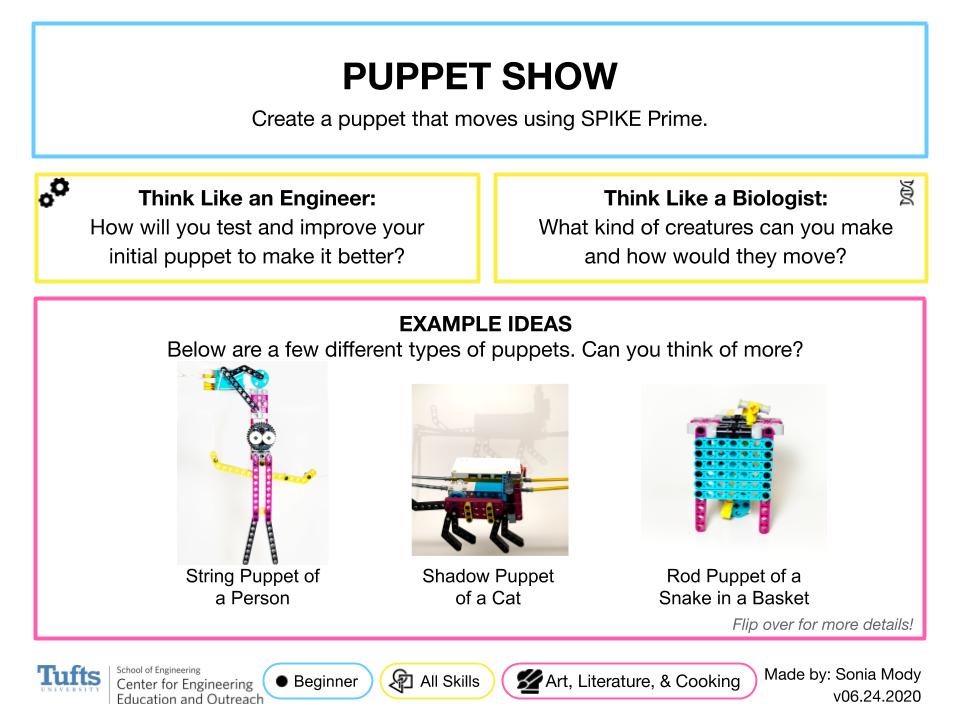 PUPPET SHOW
Create a puppet that moves using SPIKE Prime.
Think Like an Engineer:
How will you test and improve your
initial puppet to make it better?
Think Like a Biologist:
What kind of creatures can you make
and how would they move?
EXAMPLE IDEAS
Below are a few different types of puppets. Can you think of more?
String Puppet of
a Person
Shadow Puppet
of a Cat
Rod Puppet of a
Snake in a Basket
Flip over for more details!
Tufts
UNIVERSITY
School of Engineering
Center for Engineering
Education and Outreach
Beginner
All Skills
Art, Literature, & Cooking
Made by: Sonia Mody
v06.24.2020